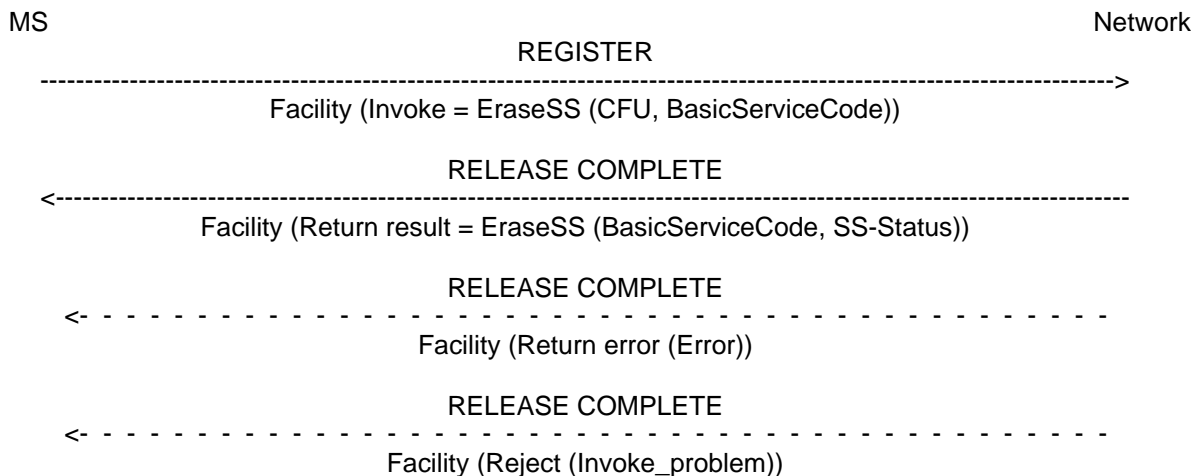 MS Network
REGISTER
------------------------------------------------------------------------------------------------------------------------>
Facility (Invoke = EraseSS (CFU, BasicServiceCode))
RELEASE COMPLETE
<------------------------------------------------------------------------------------------------------------------------
Facility (Return result = EraseSS (BasicServiceCode, SS-Status))
RELEASE COMPLETE
<- - - - - - - - - - - - - - - - - - - - - - - - - - - - - - - - - - - -
Facility (Return error (Error))
RELEASE COMPLETE
<- - - - - - - - - - - - - - - - - - - - - - - - - - - - - - - - - - - -
Facility (Reject (Invoke_problem))